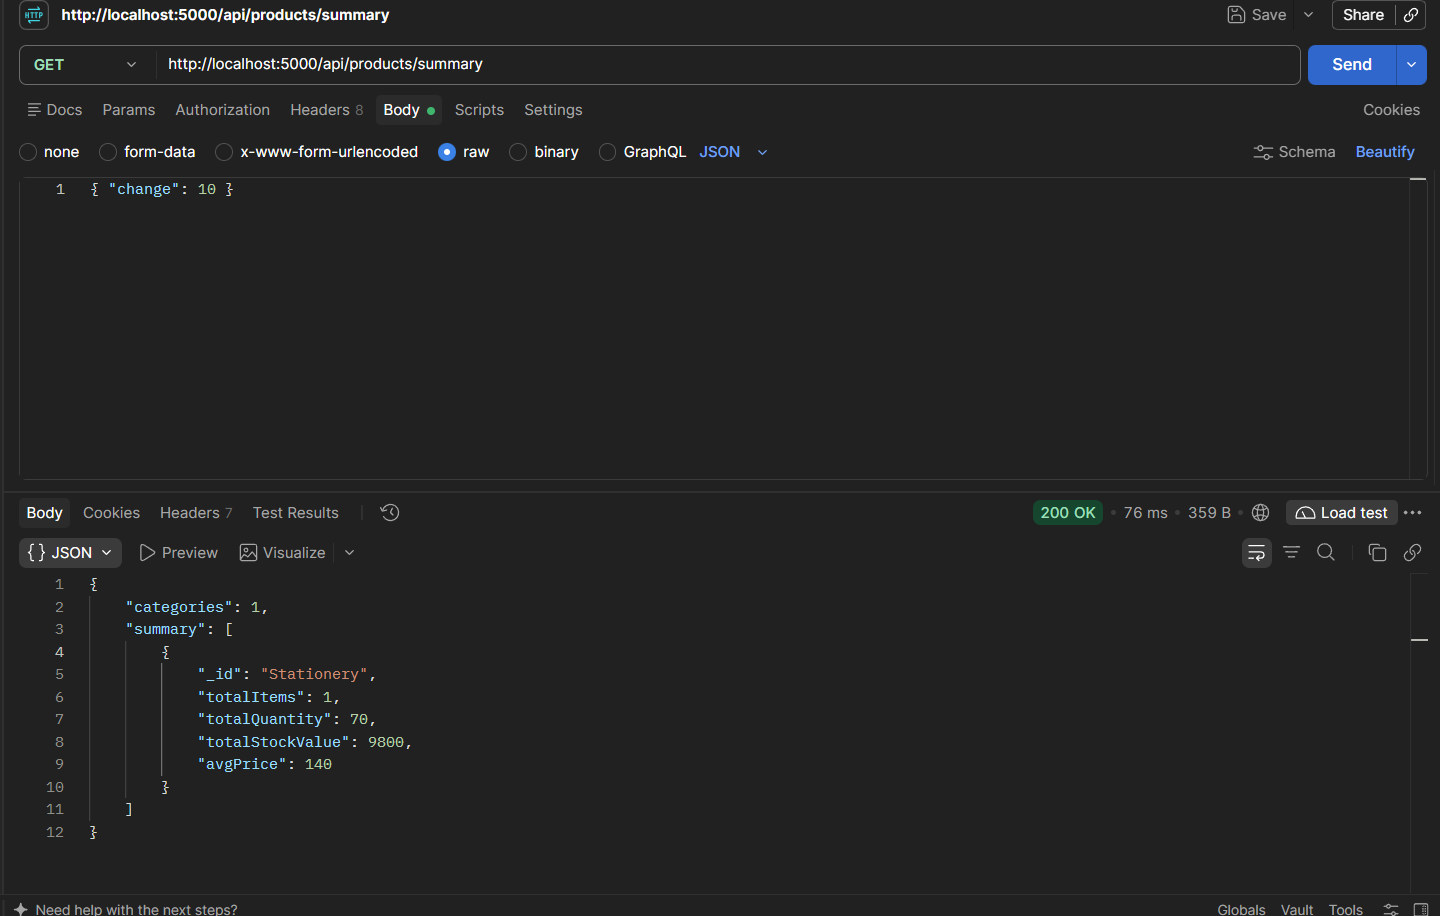 HTTP http://localhost:5000/api/products/summary Save Share
GET http://localhost:5000/api/products/summary Send
Docs Params Authorization Headers 8 Body Scripts Settings Cookies
none form-data x-www-form-urlencoded raw binary GraphQL JSON Schema Beautify
1 { "change": 10 }
Body Cookies Headers 7 Test Results 200 OK 76 ms 359 B Load test
{} JSON Preview Visualize
1 {
2 "categories": 1,
3 "summary": [
4 {
5 "_id": "Stationery",
6 "totalItems": 1,
7 "totalQuantity": 70,
8 "totalStockValue": 9800,
9 "avgPrice": 140
10 }
11 ]
12 }
Need help with the next steps? Globals Vault Tools